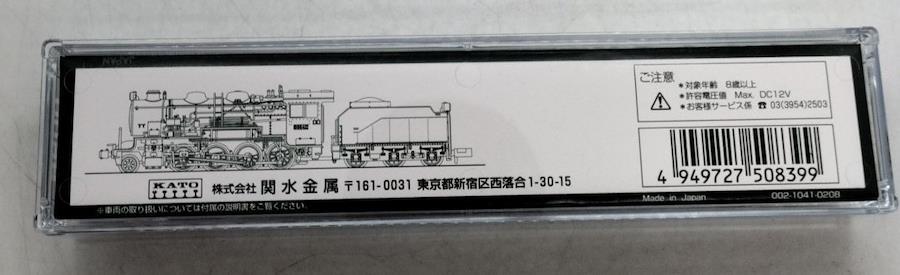 JAPAN
ご注意
＊対象年齢 8歳以上
＊許容電圧値 Max. DC12V
＊お客様サービス係 ☎ 03(3954)2503
KATO
株式会社 関水金属 〒161-0031 東京都新宿区西落合1-30-15
4 949727 508399
※車両の取り扱いについては付属の説明書をご覧ください。
Made in Japan
002-1041-0208